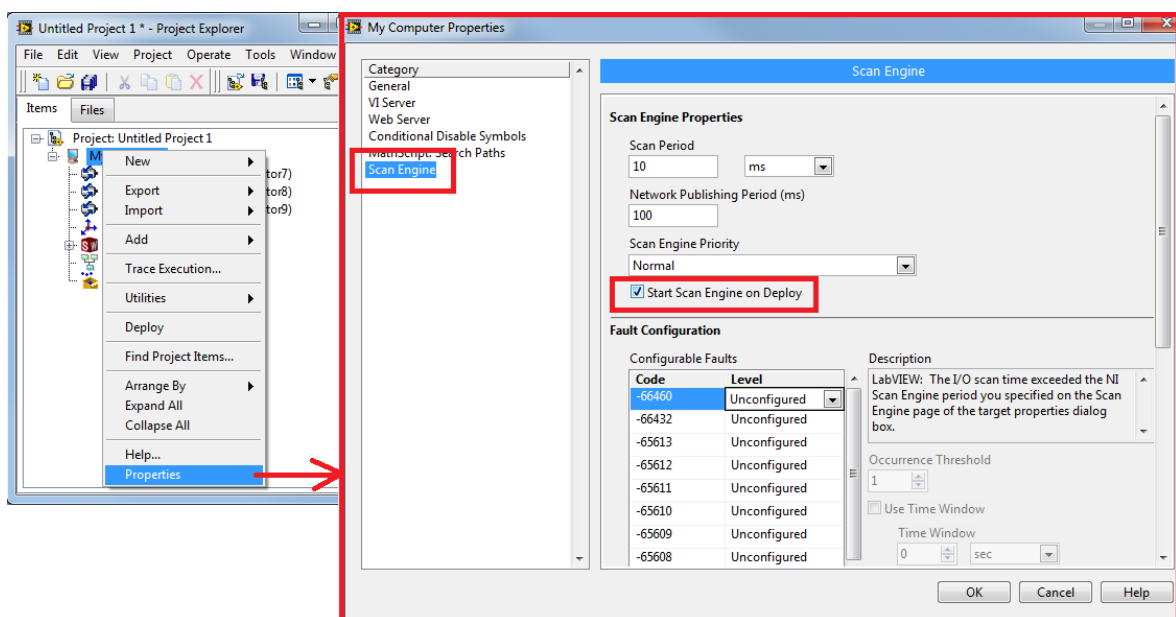 Untitled Project 1 * - Project Explorer
File Edit View Project Operate Tools Window
Items Files
Project: Untitled Project 1
M
tor7)
tor8)
tor9)
New
Export
Import
Add
Trace Execution...
Utilities
Deploy
Find Project Items...
Arrange By
Expand All
Collapse All
Help...
Properties
My Computer Properties
Category
General
VI Server
Web Server
Conditional Disable Symbols
MathScript: Search Paths
Scan Engine
Scan Engine
Scan Engine Properties
Scan Period
10 ms
Network Publishing Period (ms)
100
Scan Engine Priority
Normal
Start Scan Engine on Deploy
Fault Configuration
Configurable Faults
Code Level
-66460 Unconfigured
-66432 Unconfigured
-65613 Unconfigured
-65612 Unconfigured
-65611 Unconfigured
-65610 Unconfigured
-65609 Unconfigured
-65608 Unconfigured
Description
LabVIEW: The I/O scan time exceeded the NI
Scan Engine period you specified on the Scan
Engine page of the target properties dialog
box.
Occurrence Threshold
1
Use Time Window
Time Window
0 sec
OK Cancel Help